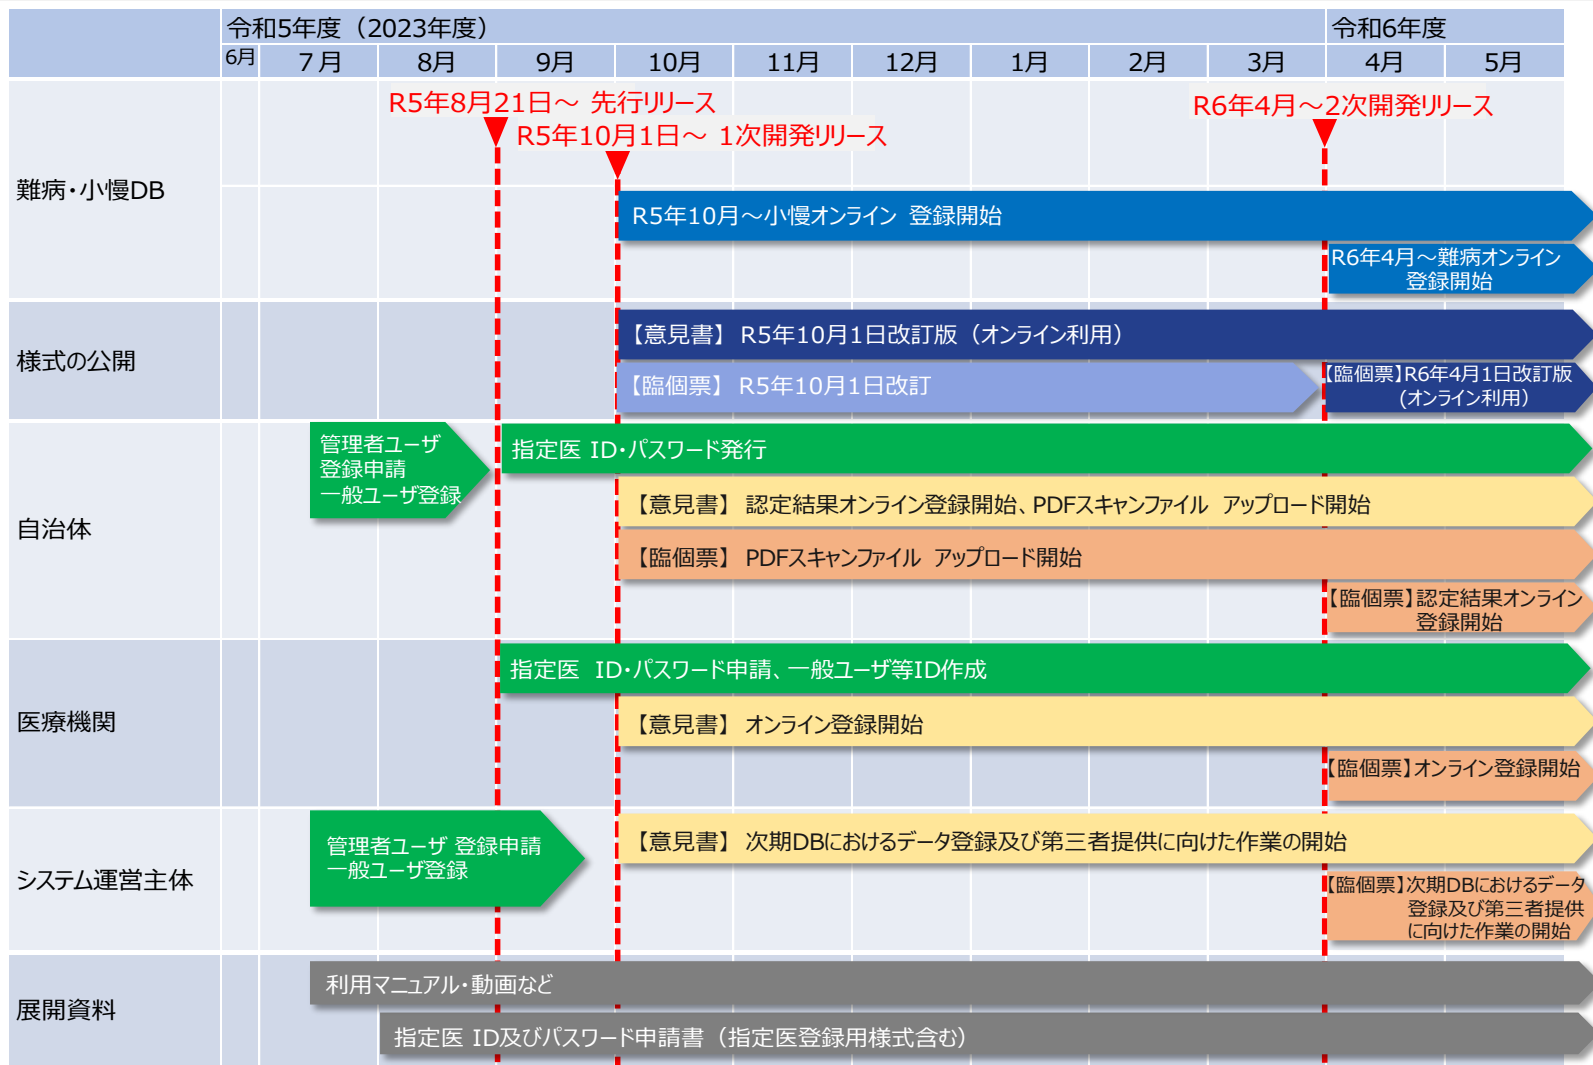 令和5年度（2023年度）
令和6年度
6月
7月
8月
9月
10月
11月
12月
1月
2月
3月
4月
5月
R5年8月21日～ 先行リリース
R5年10月1日～ 1次開発リリース
R6年4月～2次開発リリース
難病・小慢DB
R5年10月～小慢オンライン 登録開始
R6年4月～難病オンライン
登録開始
様式の公開
【意見書】 R5年10月1日改訂版（オンライン利用）
【臨個票】 R5年10月1日改訂
【臨個票】R6年4月1日改訂版
(オンライン利用)
自治体
管理者ユーザ
登録申請
一般ユーザ登録
指定医 ID・パスワード発行
【意見書】 認定結果オンライン登録開始、PDFスキャンファイル アップロード開始
【臨個票】 PDFスキャンファイル アップロード開始
【臨個票】認定結果オンライン
登録開始
医療機関
指定医 ID・パスワード申請、一般ユーザ等ID作成
【意見書】 オンライン登録開始
【臨個票】オンライン登録開始
システム運営主体
管理者ユーザ 登録申請
一般ユーザ登録
【意見書】 次期DBにおけるデータ登録及び第三者提供に向けた作業の開始
【臨個票】次期DBにおけるデータ
登録及び第三者提供
に向けた作業の開始
展開資料
利用マニュアル・動画など
指定医 ID及びパスワード申請書（指定医登録用様式含む）